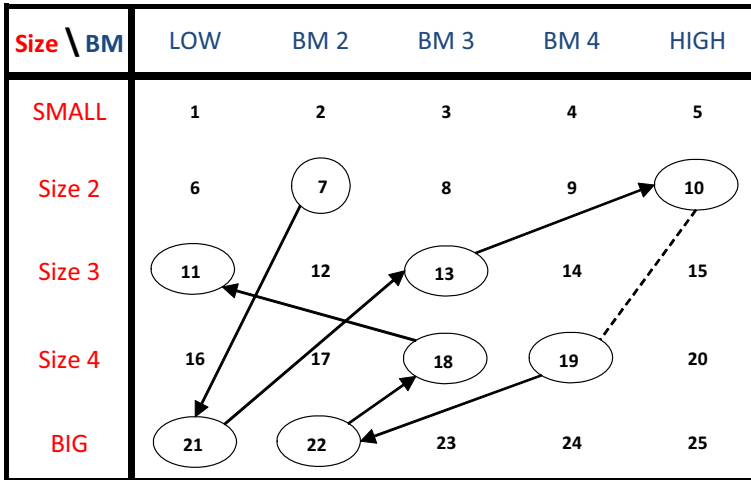 Size \ BM LOW BM 2 BM 3 BM 4 HIGH
SMALL 1 2 3 4 5
Size 2 6 7 8 9 10
Size 3 11 12 13 14 15
Size 4 16 17 18 19 20
BIG 21 22 23 24 25